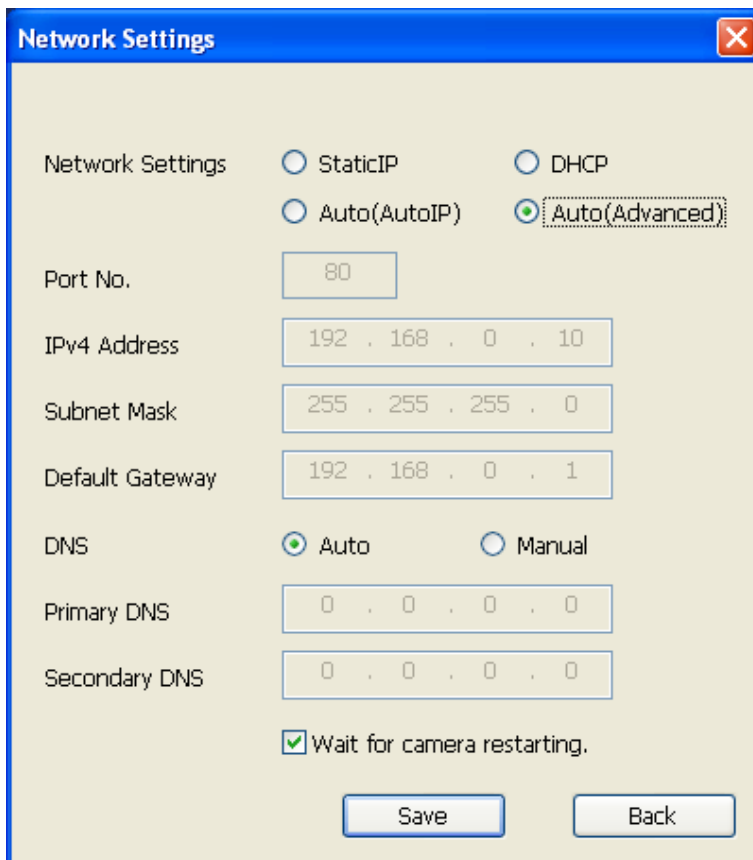 Network Settings
Network Settings StaticIP DHCP
Auto(AutoIP) Auto(Advanced)
Port No. 80
IPv4 Address 192 . 168 . 0 . 10
Subnet Mask 255 . 255 . 255 . 0
Default Gateway 192 . 168 . 0 . 1
DNS Auto Manual
Primary DNS 0 . 0 . 0 . 0
Secondary DNS 0 . 0 . 0 . 0
Wait for camera restarting.
Save Back